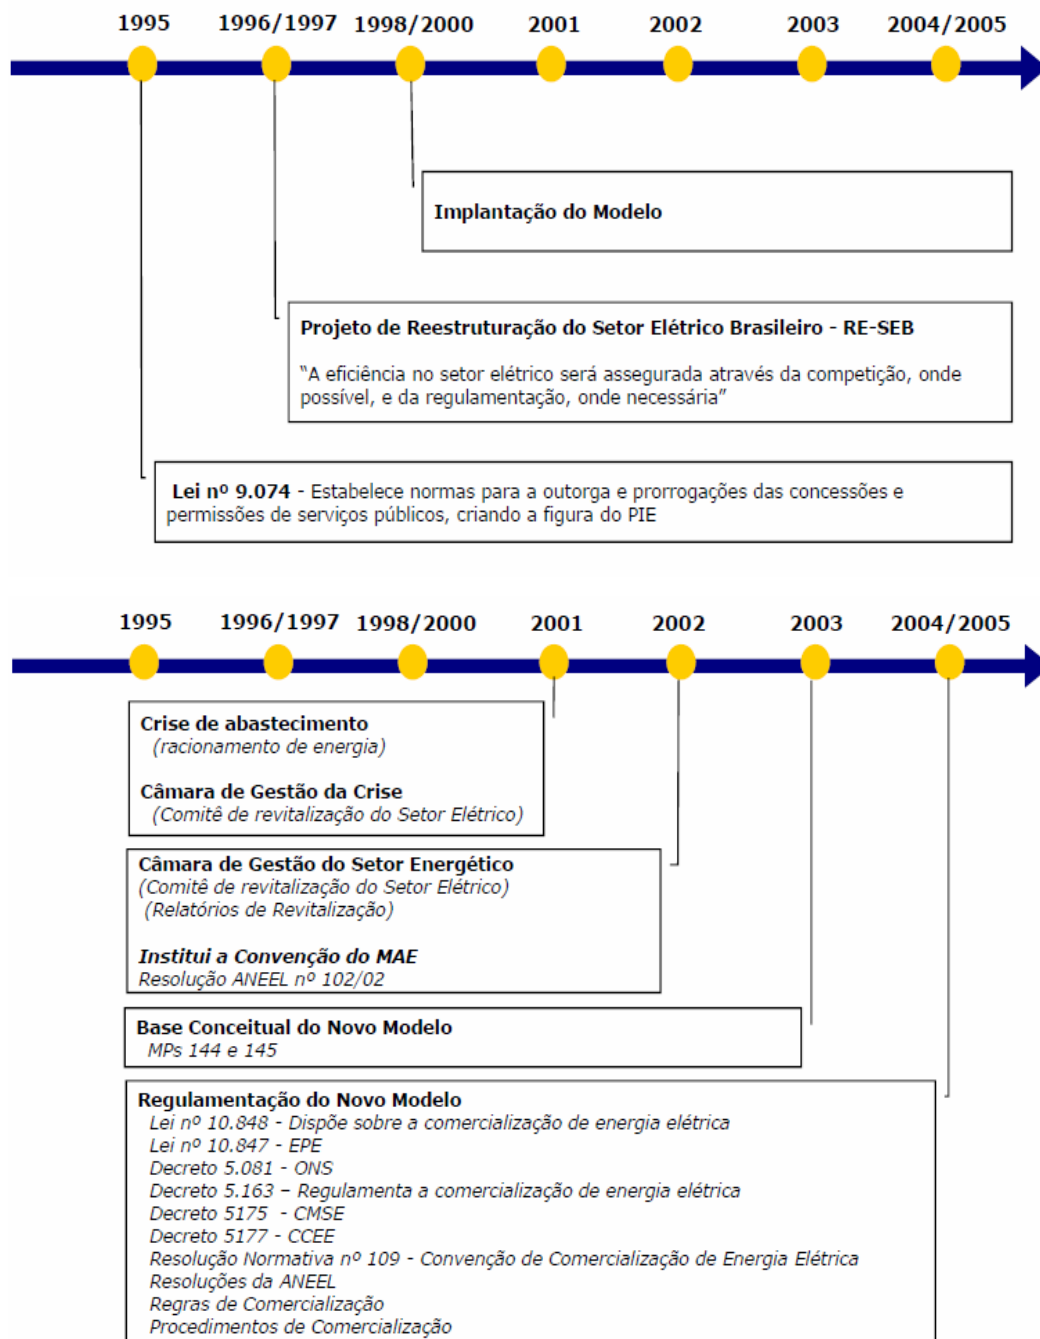 1995 1996/1997 1998/2000 2001 2002 2003 2004/2005
Implantação do Modelo
Projeto de Reestruturação do Setor Elétrico Brasileiro - RE-SEB
“A eficiência no setor elétrico será assegurada através da competição, onde
possível, e da regulamentação, onde necessária”
Lei nº 9.074 - Estabelece normas para a outorga e prorrogações das concessões e
permissões de serviços públicos, criando a figura do PIE
1995 1996/1997 1998/2000 2001 2002 2003 2004/2005
Crise de abastecimento
(racionamento de energia)
Câmara de Gestão da Crise
(Comitê de revitalização do Setor Elétrico)
Câmara de Gestão do Setor Energético
(Comitê de revitalização do Setor Elétrico)
(Relatórios de Revitalização)
Institui a Convenção do MAE
Resolução ANEEL nº 102/02
Base Conceitual do Novo Modelo
MPs 144 e 145
Regulamentação do Novo Modelo
Lei nº 10.848 - Dispõe sobre a comercialização de energia elétrica
Lei nº 10.847 - EPE
Decreto 5.081 - ONS
Decreto 5.163 – Regulamenta a comercialização de energia elétrica
Decreto 5175 - CMSE
Decreto 5177 - CCEE
Resolução Normativa nº 109 - Convenção de Comercialização de Energia Elétrica
Resoluções da ANEEL
Regras de Comercialização
Procedimentos de Comercialização